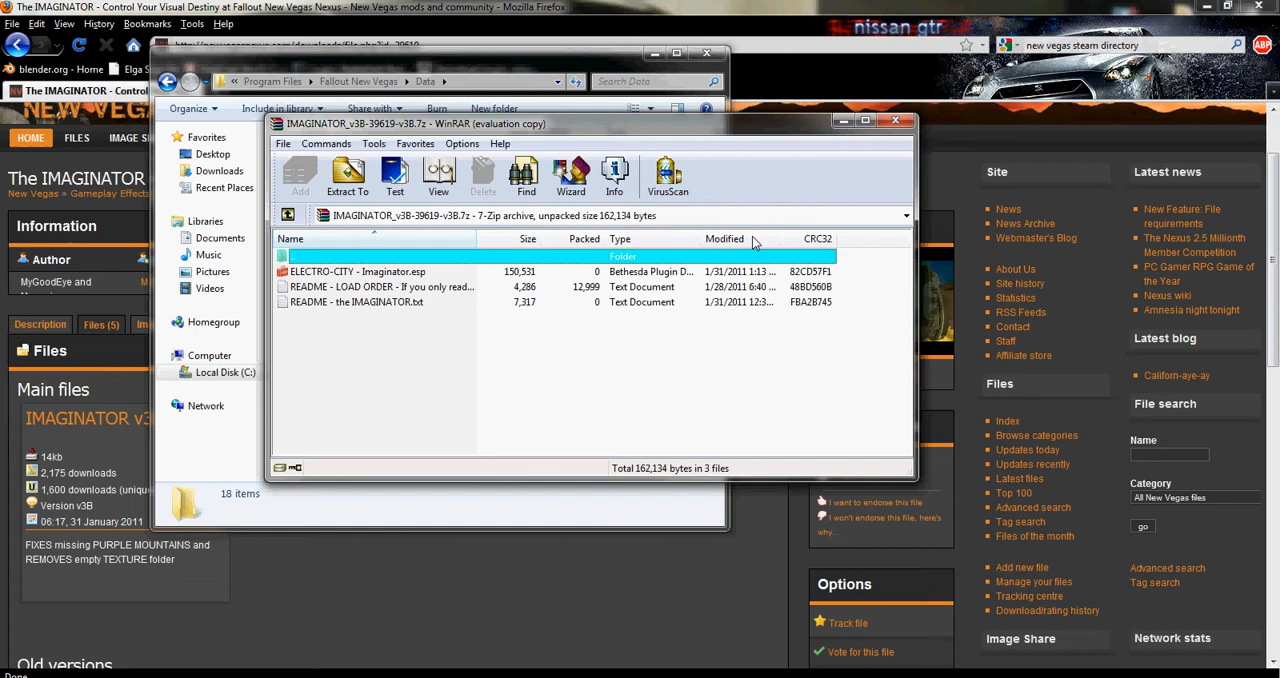 The IMAGINATOR - Control Your Visual Destiny at Fallout New Vegas Nexus - New Vegas mods and community - Mozilla Firefox
File Edit View History Bookmarks Tools Help
nissan gtr
new vegas steam directory
ABP
blender.org - Home Elga
The IMAGINATOR - Control
NEW VEGA
HOME FILES IMAGE SI
The IMAGINATOR
New Vegas » Gameplay Effects
Information
Author
MyGoodEye and
Description Files (5) Im
Files
Main files
IMAGINATOR v3
14kb
2,175 downloads
1,600 downloads (unique
Version v3B
06:17, 31 January 2011
FIXES missing PURPLE MOUNTAINS and
REMOVES empty TEXTURE folder
Old versions
Done
Program Files Fallout New Vegas Data
Search Data
Organize Include in library Share with Burn New folder
Favorites
Desktop
Downloads
Recent Places
Libraries
Documents
Music
Pictures
Videos
Homegroup
Computer
Local Disk (C:)
Network
18 items
IMAGINATOR_v3B-39619-v3B.7z - WinRAR (evaluation copy)
File Commands Tools Favorites Options Help
Add Extract To Test View Delete Find Wizard Info VirusScan
IMAGINATOR_v3B-39619-v3B.7z - 7-Zip archive, unpacked size 162,134 bytes
Name Size Packed Type Modified CRC32
.. Folder
ELECTRO-CITY - Imaginator.esp 150,531 0 Bethesda Plugin D... 1/31/2011 1:13 ... 82CD57F1
README - LOAD ORDER - If you only read... 4,286 12,999 Text Document 1/28/2011 6:40 ... 48BD560B
README - the IMAGINATOR.txt 7,317 0 Text Document 1/31/2011 12:3... FBA2B745
Total 162,134 bytes in 3 files
I want to endorse this file
I won't endorse this file, here's
why...
Options
Track file
Vote for this file
Site
News
News Archive
Webmaster's Blog
About Us
Site history
Statistics
RSS Feeds
Contact
Staff
Affiliate store
Files
Index
Browse categories
Updates today
Updates recently
Latest files
Top 100
Advanced search
Tag search
Files of the month
Add new file
Manage your files
Tracking centre
Download/rating history
Image Share
Latest news
New Feature: File
requirements
The Nexus 2.5 Millionth
Member Competition
PC Gamer RPG Game of
the Year
Nexus wiki
Amnesia night tonight
Latest blog
Californ-aye-ay
File search
Name
Category
All New Vegas files
go
Advanced search
Tag search
Network stats